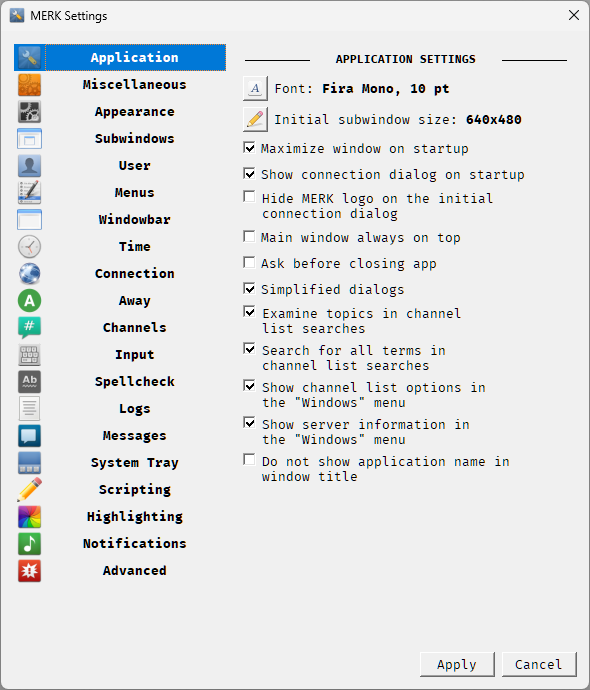 MERK Settings
Application
Miscellaneous
Appearance
Subwindows
User
Menus
Windowbar
Time
Connection
A
Away
#
Channels
Input
Ab
Spellcheck
Logs
Messages
System Tray
Scripting
Highlighting
Notifications
Advanced
APPLICATION SETTINGS
A Font: Fira Mono, 10 pt
Initial subwindow size: 640x480
Maximize window on startup
Show connection dialog on startup
Hide MERK logo on the initial
connection dialog
Main window always on top
Ask before closing app
Simplified dialogs
Examine topics in channel
list searches
Search for all terms in
channel list searches
Show channel list options in
the "Windows" menu
Show server information in
the "Windows" menu
Do not show application name in
window title
Apply
Cancel